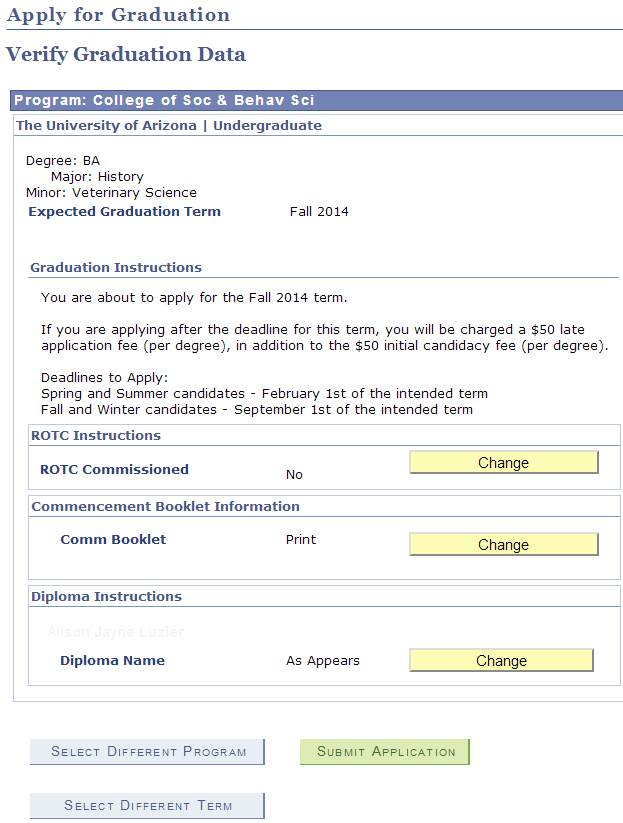 Apply for Graduation
Verify Graduation Data
Program: College of Soc & Behav Sci
The University of Arizona | Undergraduate
Degree: BA
Major: History
Minor: Veterinary Science
Expected Graduation Term Fall 2014
Graduation Instructions
You are about to apply for the Fall 2014 term.
If you are applying after the deadline for this term, you will be charged a $50 late
application fee (per degree), in addition to the $50 initial candidacy fee (per degree).
Deadlines to Apply:
Spring and Summer candidates - February 1st of the intended term
Fall and Winter candidates - September 1st of the intended term
ROTC Instructions
ROTC Commissioned No Change
Commencement Booklet Information
Comm Booklet Print Change
Diploma Instructions
Alison Jayne Luzier
Diploma Name As Appears Change
Select Different Program Submit Application
Select Different Term